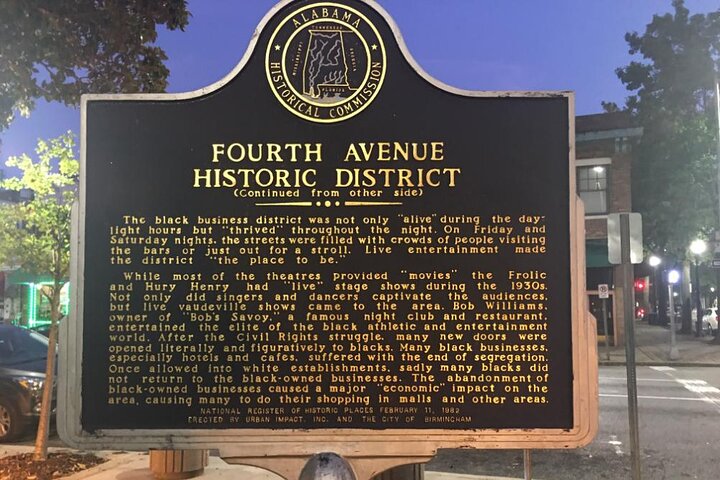 ALABAMA
HISTORICAL COMMISSION
TENNESSEE
MISSISSIPPI
GEORGIA
FLORIDA
FOURTH AVENUE
HISTORIC DISTRICT
(Continued from other side)
The black business district was not only "alive" during the day-
light hours but "thrived" throughout the night. On Friday and
Saturday nights, the streets were filled with crowds of people visiting
the bars or just out for a stroll. Live entertainment made
the district "the place to be."
While most of the theatres provided "movies" the Frolic
and Hury Henry had "live" stage shows during the 1930s.
Not only did singers and dancers captivate the audiences,
but live vaudeville shows came to the area. Bob Williams,
owner of "Bobs Savoy," a famous night club and restaurant,
entertained the elite of the black athletic and entertainment
world. After the Civil Rights struggle, many new doors were
opened literally and figuratively to blacks. Many black businesses,
especially hotels and cafes, suffered with the end of segregation.
Once allowed into white establishments, sadly many blacks did
not return to the black-owned businesses. The abandonment of
black-owned businesses caused a major "economic" impact on the
area, causing many to do their shopping in malls and other areas.
NATIONAL REGISTER OF HISTORIC PLACES FEBRUARY 11, 1982
ERECTED BY URBAN IMPACT, INC. AND THE CITY OF BIRMINGHAM